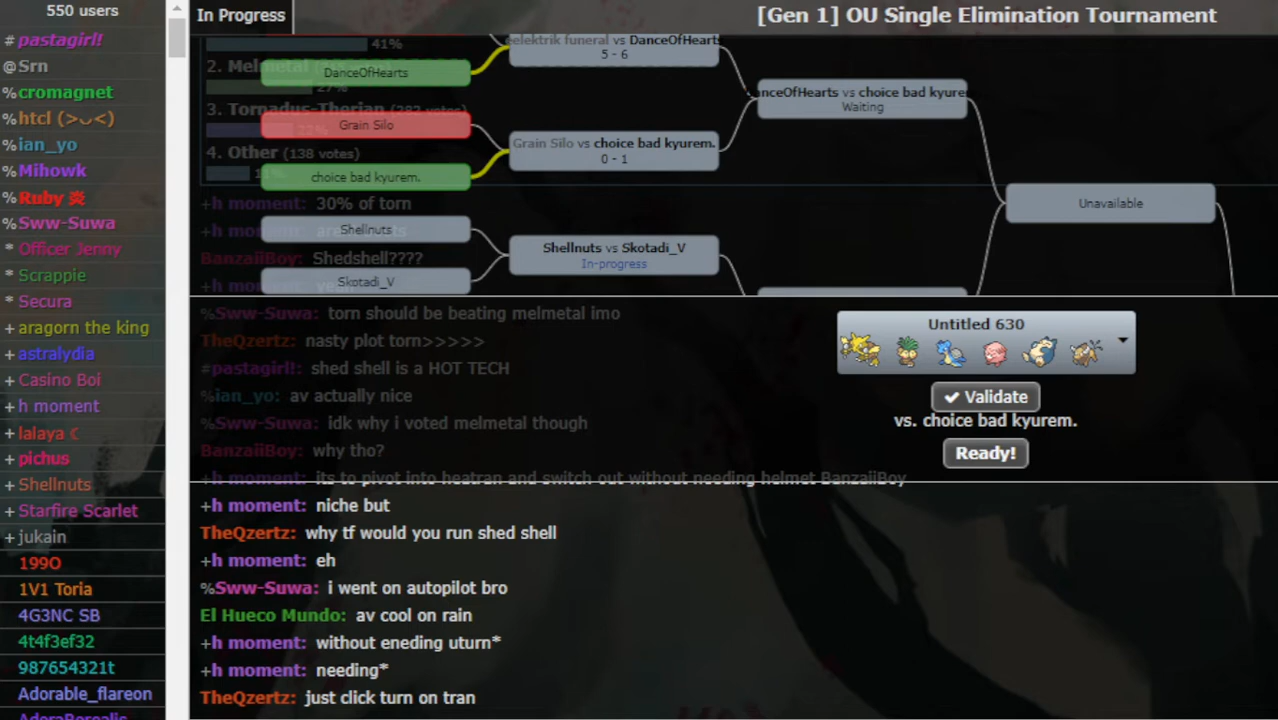 550 users
#pastagirl!
@Srn
%cromagnet
%htcl (>ᴗ<)
%ian_yo
%Mihowk
%Ruby 炎
%Sww-Suwa
* Officer Jenny
* Scrappie
* Secura
+aragorn the king
+astralydia
+Casino Boi
+h moment
+lalaya ☾
+pichus
+Shellnuts
+Starfire Scarlet
+jukain
199O
1V1 Toria
4G3NC SB
4t4f3ef32
987654321t
Adorable_flareon
AdoraBorealis
In Progress
[Gen 1] OU Single Elimination Tournament
41%
2. Melmetal
27%
3. Tornadus-Therian (282 votes)
22%
4. Other (138 votes)
DanceOfHearts
Grain Silo
choice bad kyurem.
Shellnuts
Skotadi_V
eelektrik funeral vs DanceOfHearts
5 - 6
Grain Silo vs choice bad kyurem.
0 - 1
Shellnuts vs Skotadi_V
In-progress
DanceOfHearts vs choice bad kyurem
Waiting
Unavailable
+h moment: 30% of torn
+h moment:
BanzaiiBoy: Shedshell????
+h moment:
%Sww-Suwa: torn should be beating melmetal imo
TheQzertz: nasty plot torn>>>>>
#pastagirl!: shed shell is a HOT TECH
%ian_yo: av actually nice
%Sww-Suwa: idk why i voted melmetal though
BanzaiiBoy: why tho?
+h moment: its to pivot into heatran and switch out without needing helmet BanzaiiBoy
+h moment: niche but
TheQzertz: why tf would you run shed shell
+h moment: eh
%Sww-Suwa: i went on autopilot bro
El Hueco Mundo: av cool on rain
+h moment: without eneding uturn*
+h moment: needing*
TheQzertz: just click turn on tran
Untitled 630
✔ Validate
vs. choice bad kyurem.
Ready!